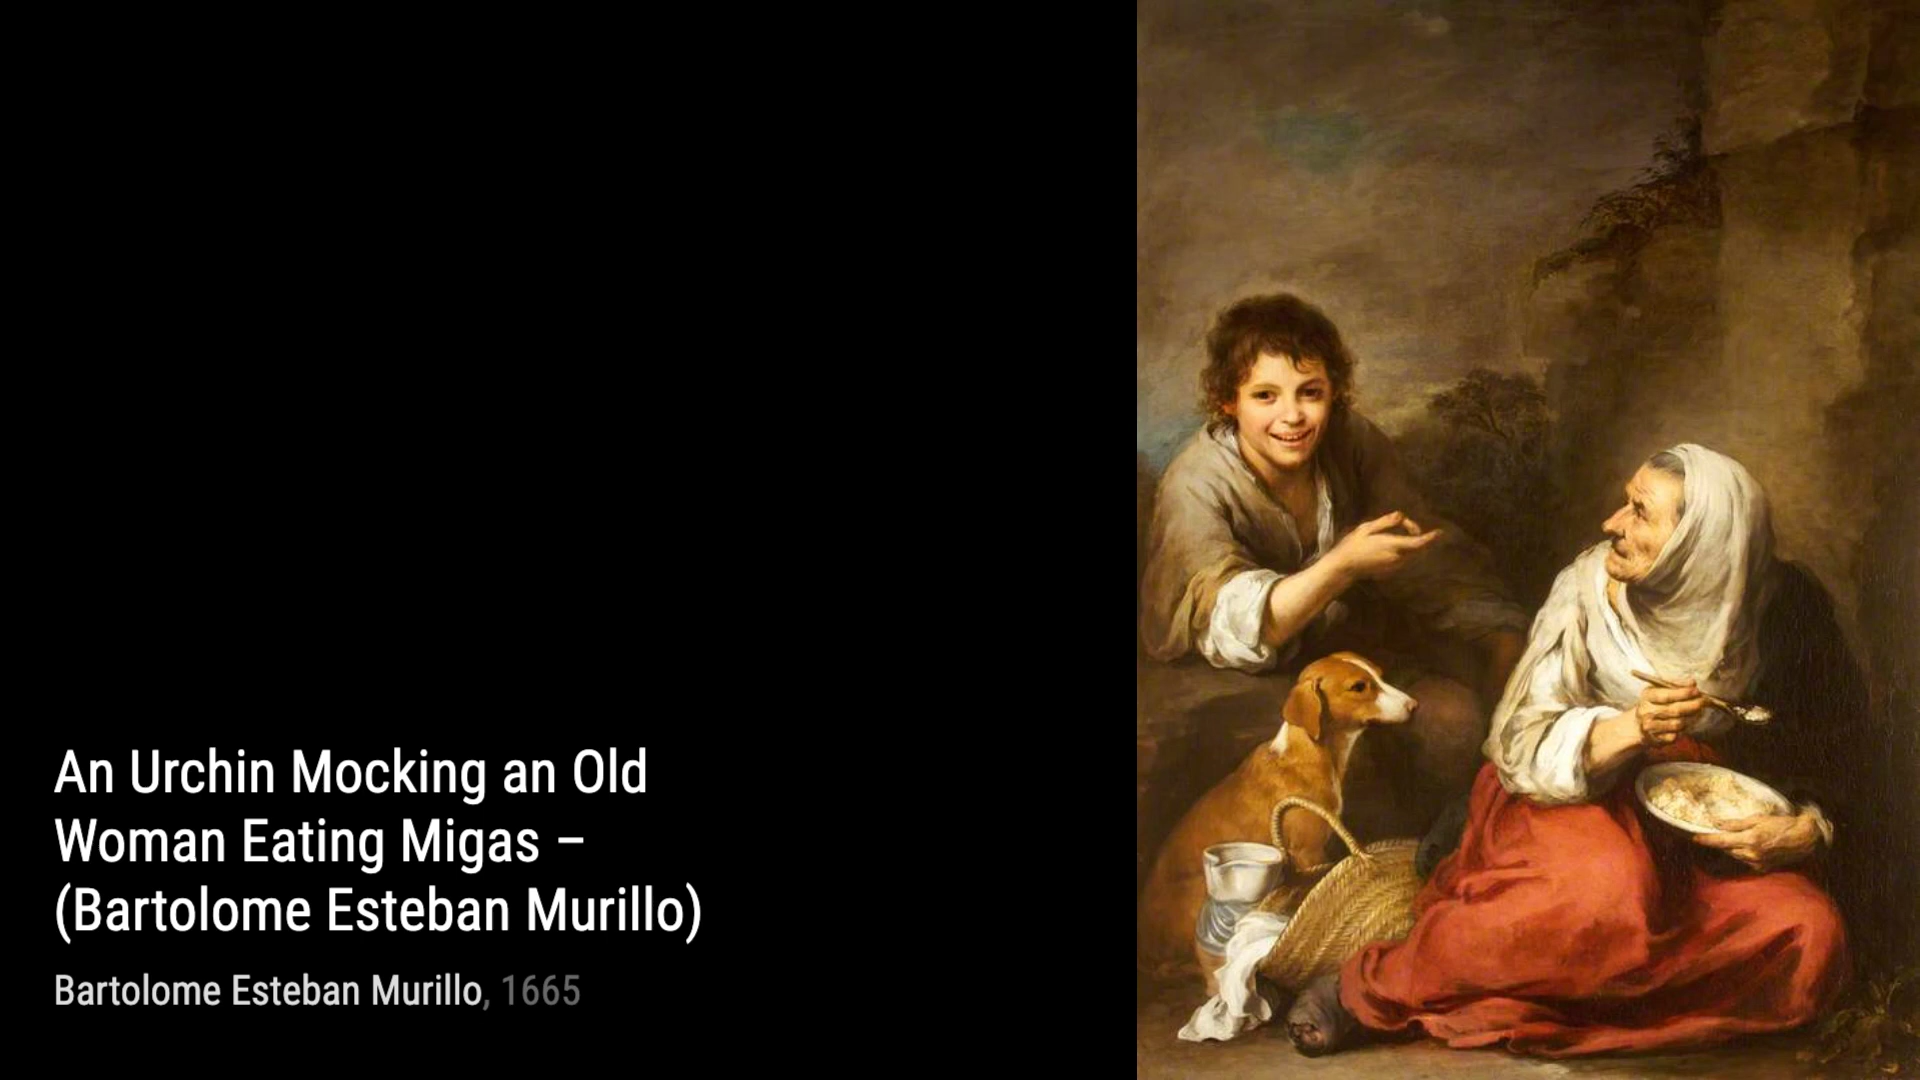 An Urchin Mocking an Old
Woman Eating Migas –
(Bartolome Esteban Murillo)
Bartolome Esteban Murillo, 1665